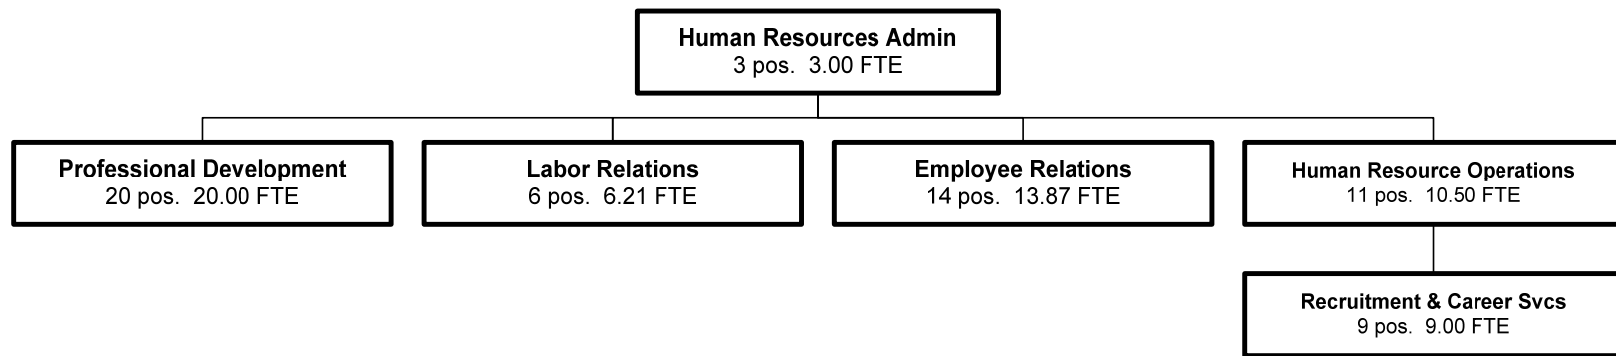 Human Resources Admin
3 pos.  3.00 FTE
Professional Development
20 pos.  20.00 FTE
Labor Relations
6 pos.  6.21 FTE
Employee Relations
14 pos.  13.87 FTE
Human Resource Operations
11 pos.  10.50 FTE
Recruitment & Career Svcs
9 pos.  9.00 FTE